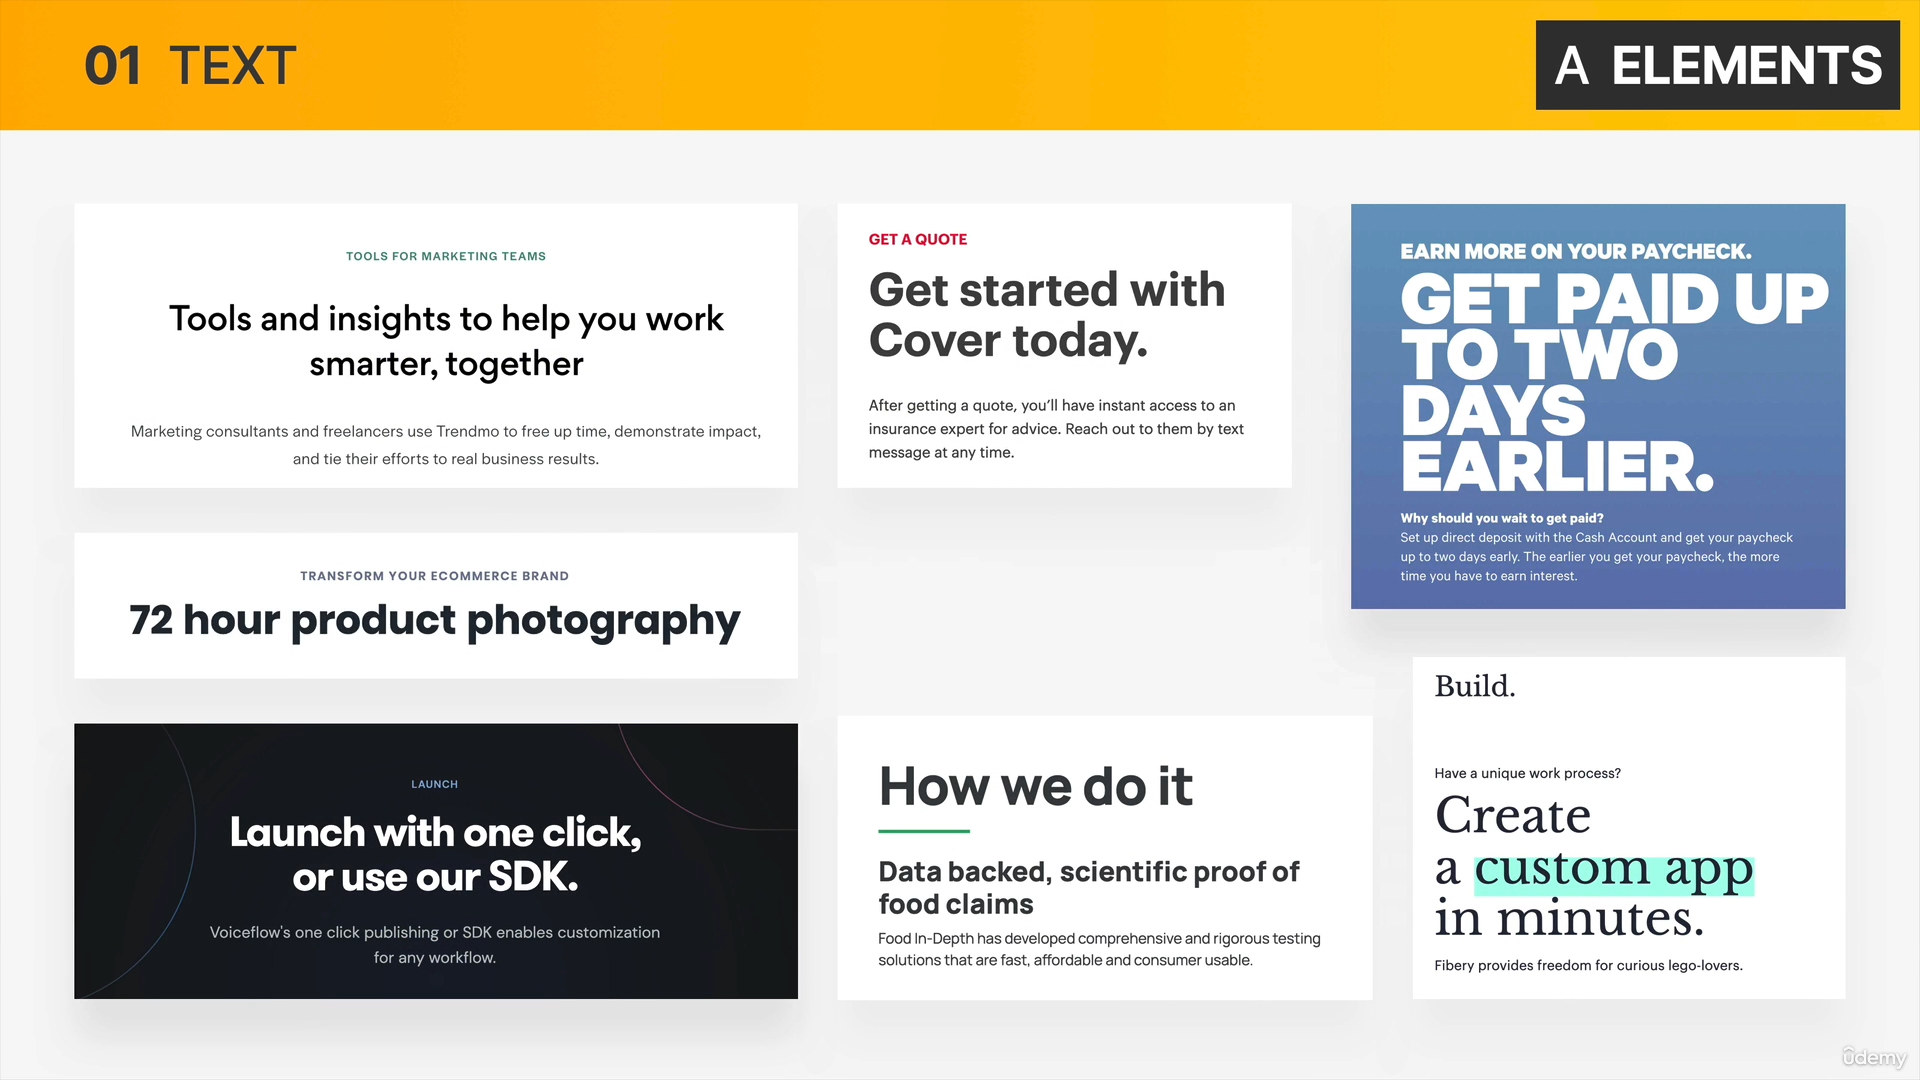 01 TEXT
A ELEMENTS
TOOLS FOR MARKETING TEAMS
Tools and insights to help you work
smarter, together
Marketing consultants and freelancers use Trendmo to free up time, demonstrate impact,
and tie their efforts to real business results.
GET A QUOTE
Get started with
Cover today.
After getting a quote, you’ll have instant access to an
insurance expert for advice. Reach out to them by text
message at any time.
EARN MORE ON YOUR PAYCHECK.
GET PAID UP
TO TWO
DAYS
EARLIER.
Why should you wait to get paid?
Set up direct deposit with the Cash Account and get your paycheck
up to two days early. The earlier you get your paycheck, the more
time you have to earn interest.
TRANSFORM YOUR ECOMMERCE BRAND
72 hour product photography
LAUNCH
Launch with one click,
or use our SDK.
Voiceflow's one click publishing or SDK enables customization
for any workflow.
How we do it
Data backed, scientific proof of
food claims
Food In-Depth has developed comprehensive and rigorous testing
solutions that are fast, affordable and consumer usable.
Build.
Have a unique work process?
Create
a custom app
in minutes.
Fibery provides freedom for curious lego-lovers.
ûdemy